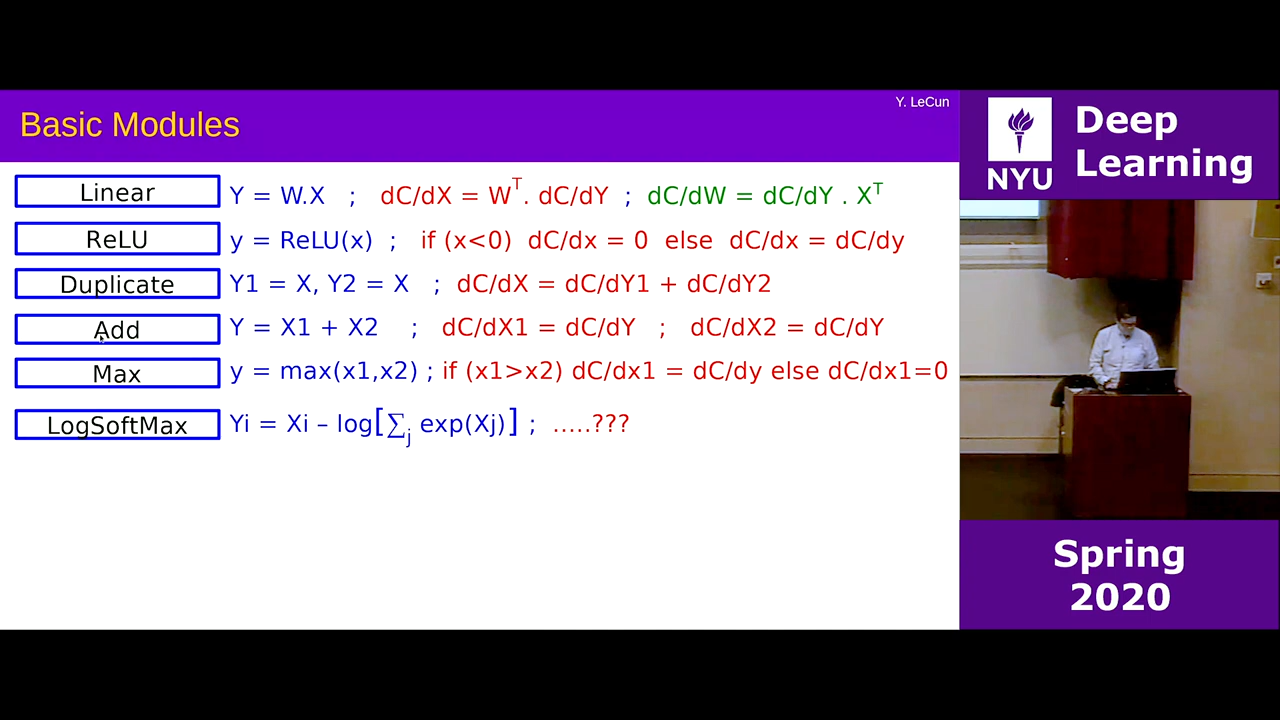 Y. LeCun
Basic Modules
Linear Y = W.X ; dC/dX = Wᵀ. dC/dY ; dC/dW = dC/dY . Xᵀ
ReLU y = ReLU(x) ; if (x<0) dC/dx = 0 else dC/dx = dC/dy
Duplicate Y1 = X, Y2 = X ; dC/dX = dC/dY1 + dC/dY2
Add Y = X1 + X2 ; dC/dX1 = dC/dY ; dC/dX2 = dC/dY
Max y = max(x1,x2) ; if (x1>x2) dC/dx1 = dC/dy else dC/dx1=0
LogSoftMax Yi = Xi – log[∑ⱼ exp(Xj)] ; .....???
NYU
Deep
Learning
Spring
2020